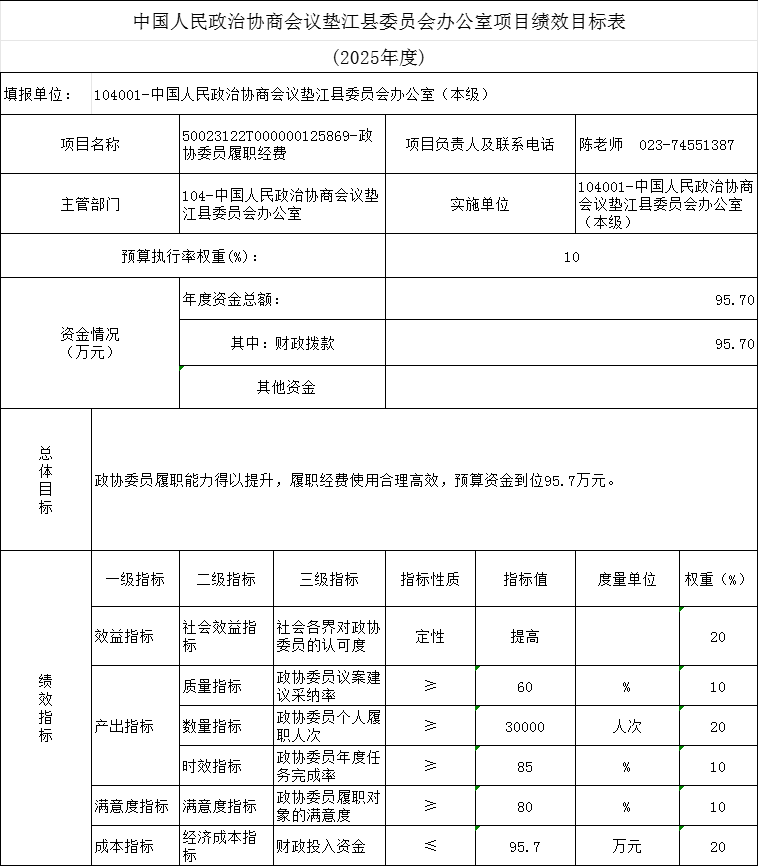 中国人民政治协商会议垫江县委员会办公室项目绩效目标表
(2025年度)
填报单位： 104001-中国人民政治协商会议垫江县委员会办公室（本级）
项目名称
50023122T000000125869-政
协委员履职经费
项目负责人及联系电话
陈老师 023-74551387
主管部门
104-中国人民政治协商会议垫
江县委员会办公室
实施单位
104001-中国人民政治协商
会议垫江县委员会办公室
（本级）
预算执行率权重(%)：
10
资金情况
（万元）
年度资金总额：
95.70
其中：财政拨款
95.70
其他资金
总
体
目
标
政协委员履职能力得以提升，履职经费使用合理高效，预算资金到位95.7万元。
绩
效
指
标
一级指标 二级指标 三级指标 指标性质 指标值 度量单位 权重（%）
效益指标
社会效益指
标
社会各界对政协
委员的认可度
定性 提高 20
产出指标
质量指标
政协委员议案建
议采纳率
≥ 60 % 10
数量指标
政协委员个人履
职人次
≥ 30000 人次 20
时效指标
政协委员年度任
务完成率
≥ 85 % 10
满意度指标 满意度指标
政协委员履职对
象的满意度
≥ 80 % 10
成本指标
经济成本指
标
财政投入资金 ≤ 95.7 万元 20